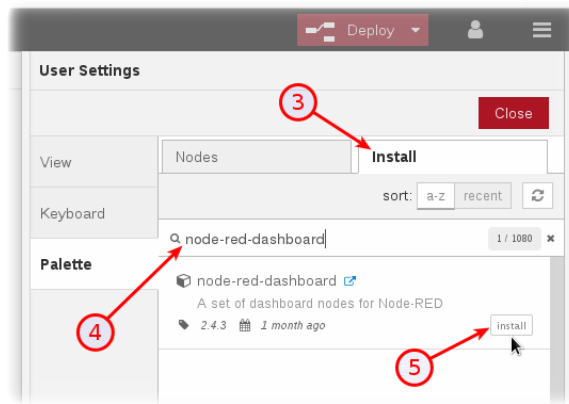 Deploy
User Settings
3
Close
Nodes
Install
View
sort: a-z recent
Keyboard
node-red-dashboard
1 / 1080
Palette
node-red-dashboard
A set of dashboard nodes for Node-RED
4
2.4.3 1 month ago
install
5